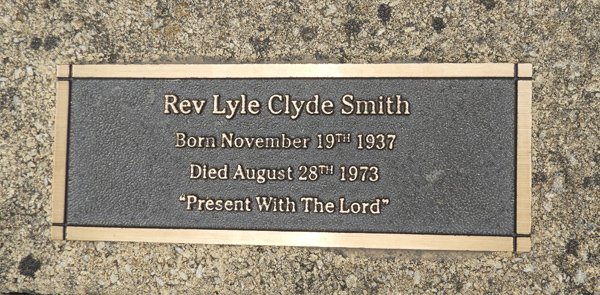 Rev Lyle Clyde Smith
Born November 19TH 1937
Died August 28TH 1973
“Present With The Lord”